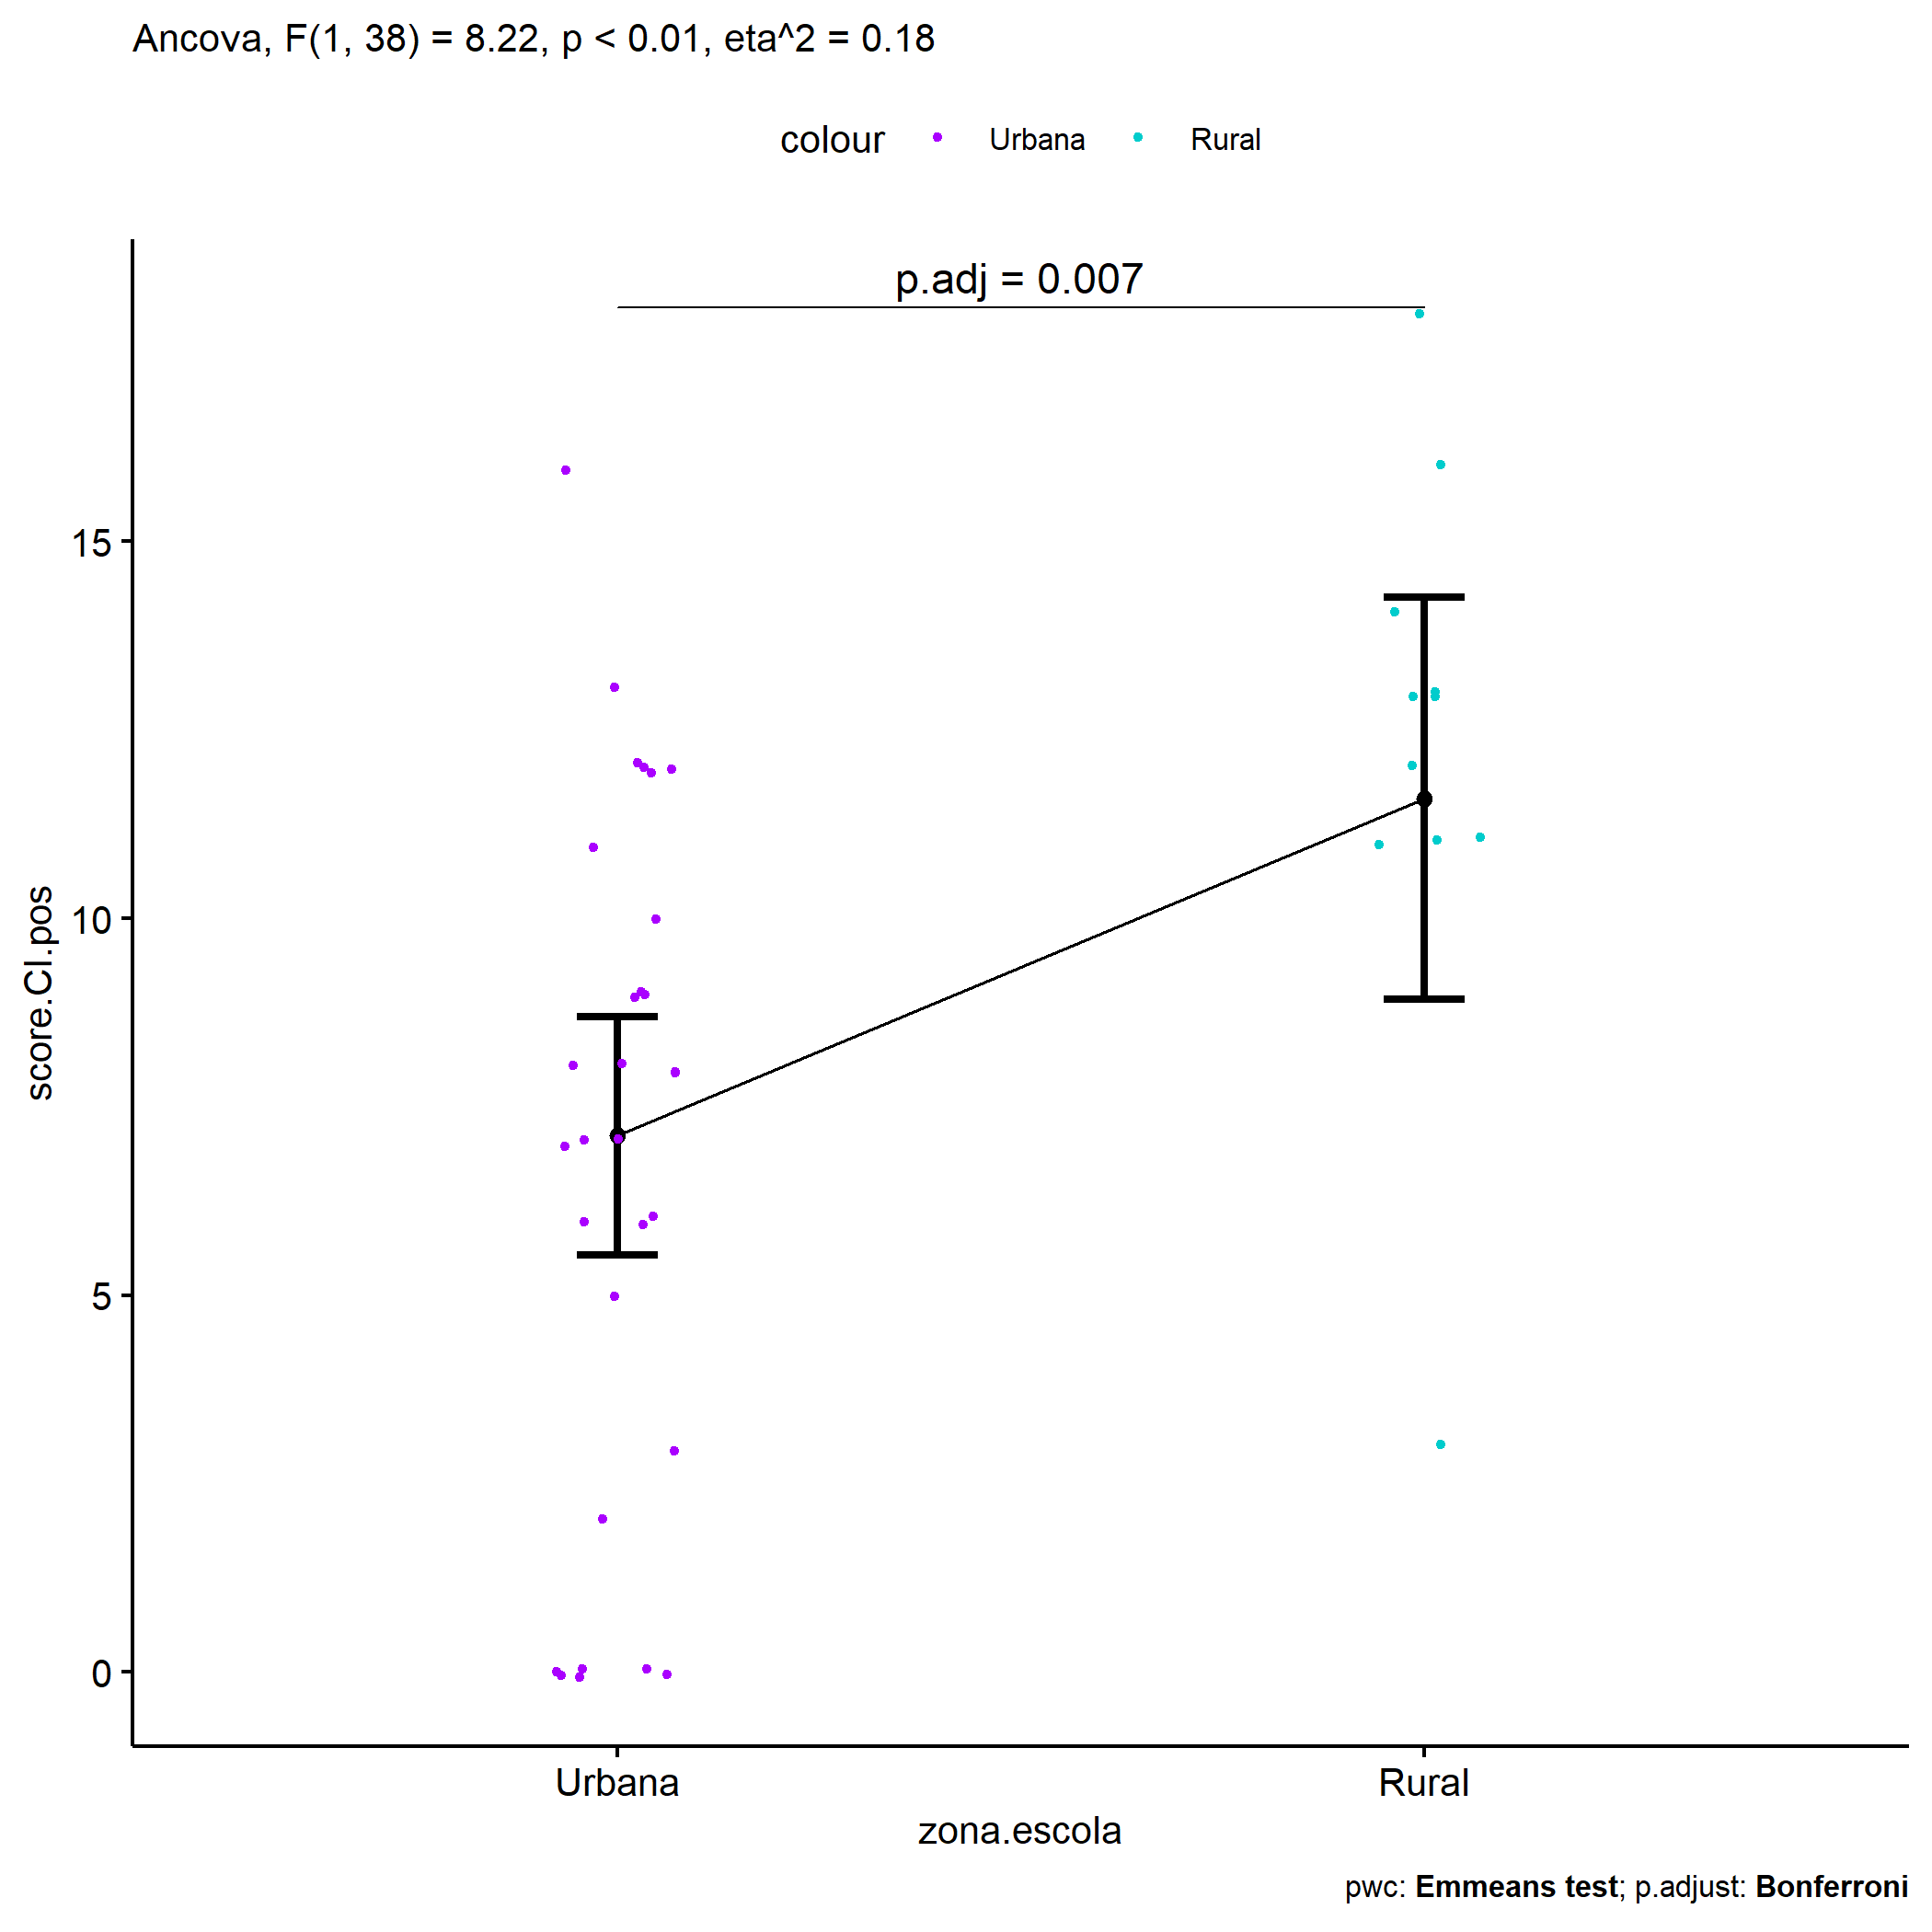 Ancova, F(1, 38) = 8.22, p < 0.01, eta^2 = 0.18
colour Urbana Rural
p.adj = 0.007
15
10
5
0
score.CI.pos
Urbana Rural
zona.escola
pwc: Emmeans test; p.adjust: Bonferroni